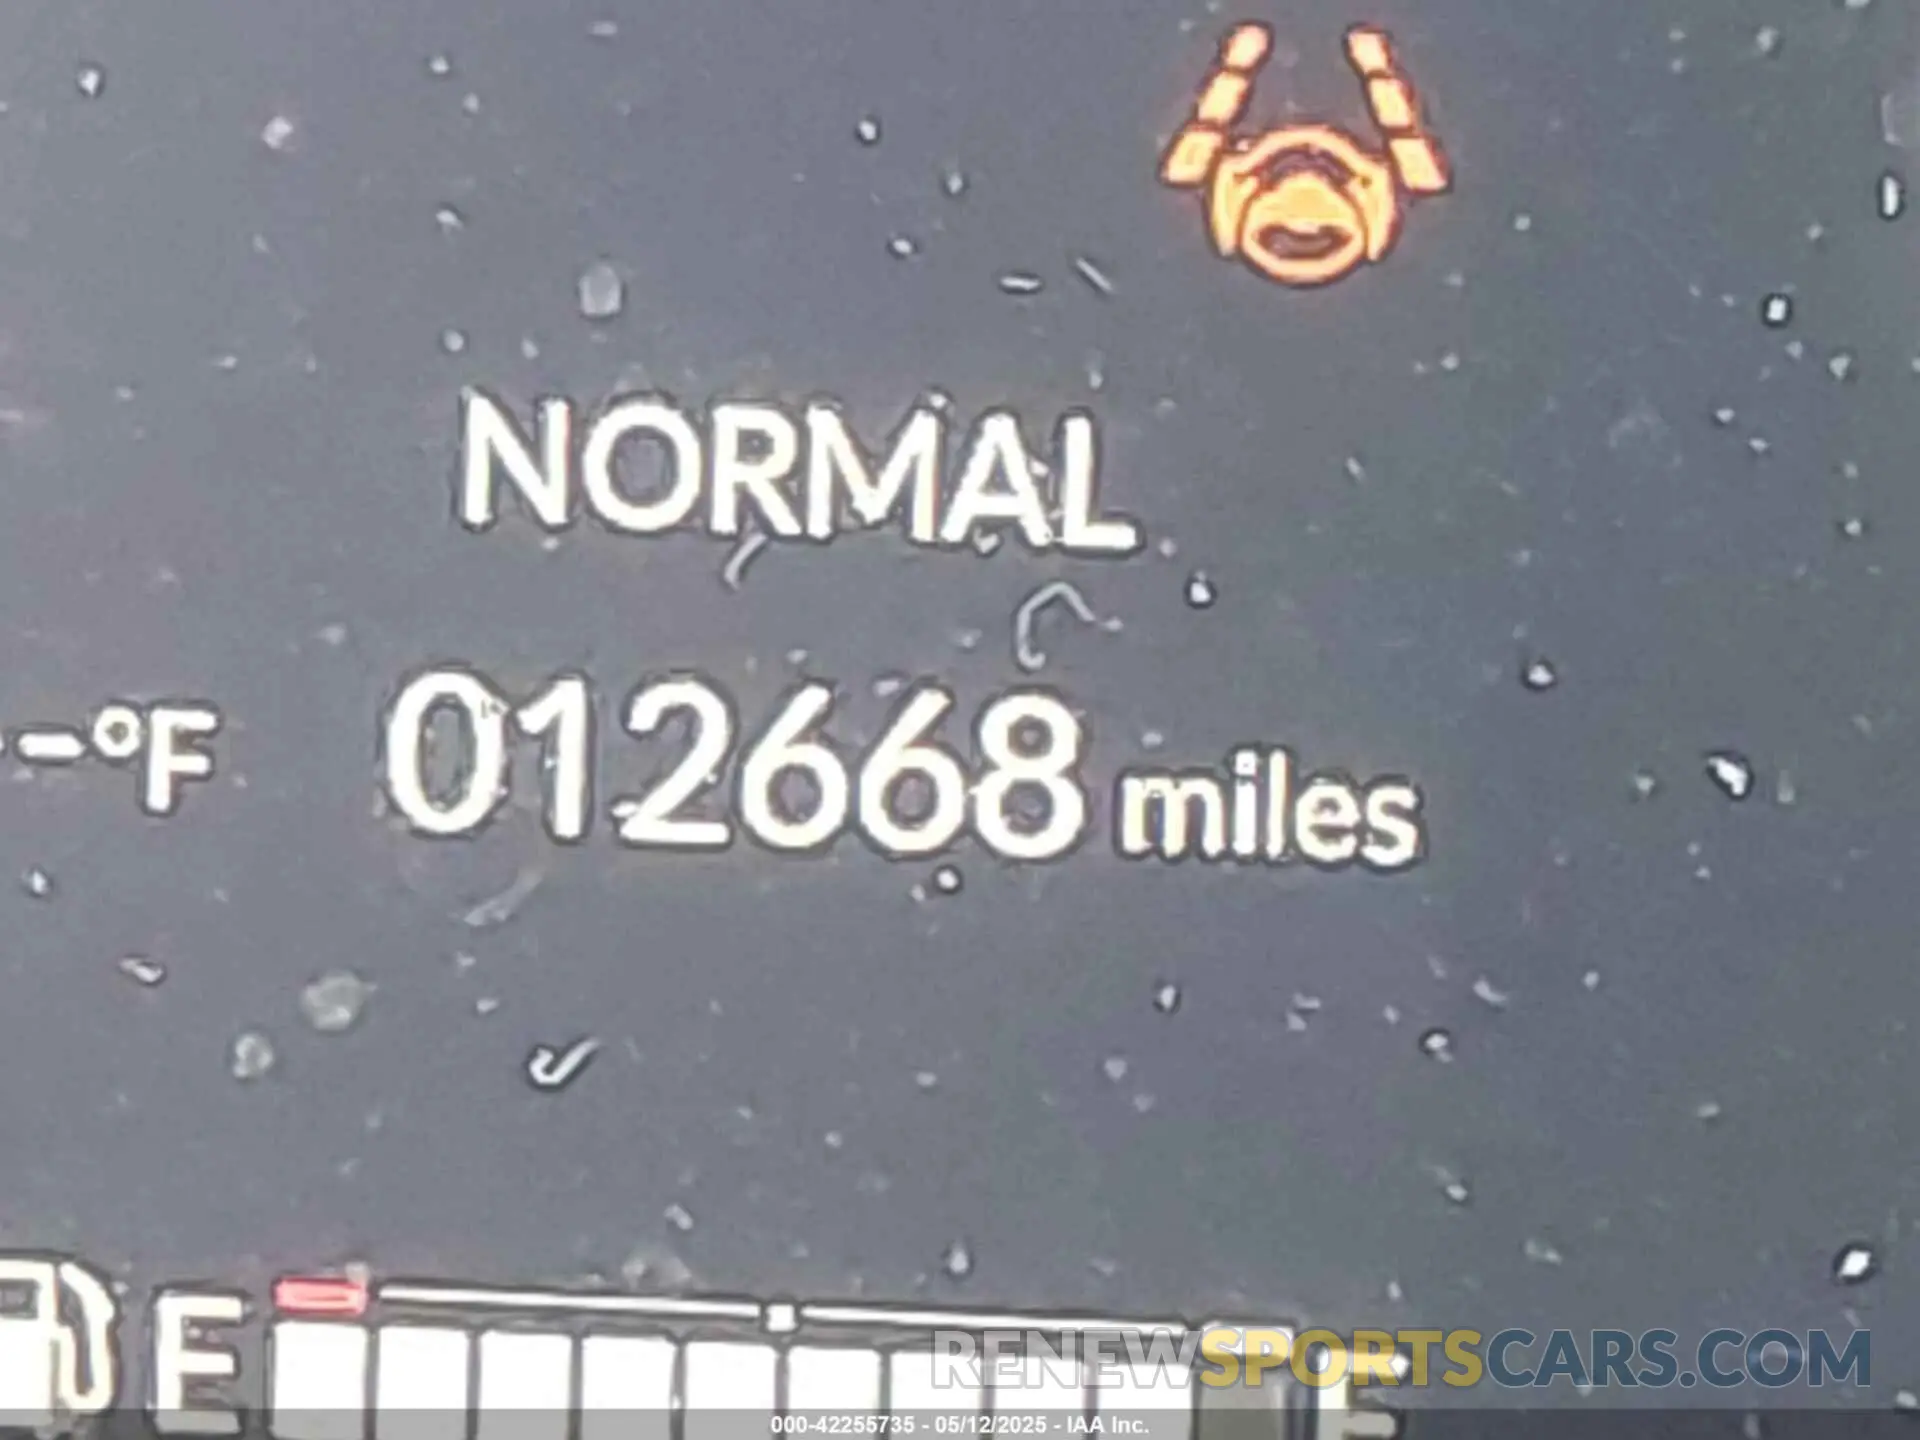 NORMAL
--°F 012668 miles
E F
RENEWSPORTSCARS.COM
000-42255735 - 05/12/2025 - IAA Inc.